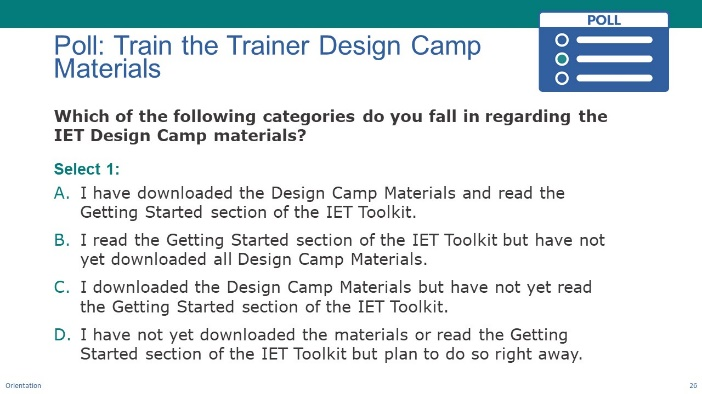 POLL
Poll: Train the Trainer Design Camp
Materials
Which of the following categories do you fall in regarding the
IET Design Camp materials?
Select 1:
A. I have downloaded the Design Camp Materials and read the
Getting Started section of the IET Toolkit.
B. I read the Getting Started section of the IET Toolkit but have not
yet downloaded all Design Camp Materials.
C. I downloaded the Design Camp Materials but have not yet read
the Getting Started section of the IET Toolkit.
D. I have not yet downloaded the materials or read the Getting
Started section of the IET Toolkit but plan to do so right away.
Orientation
26